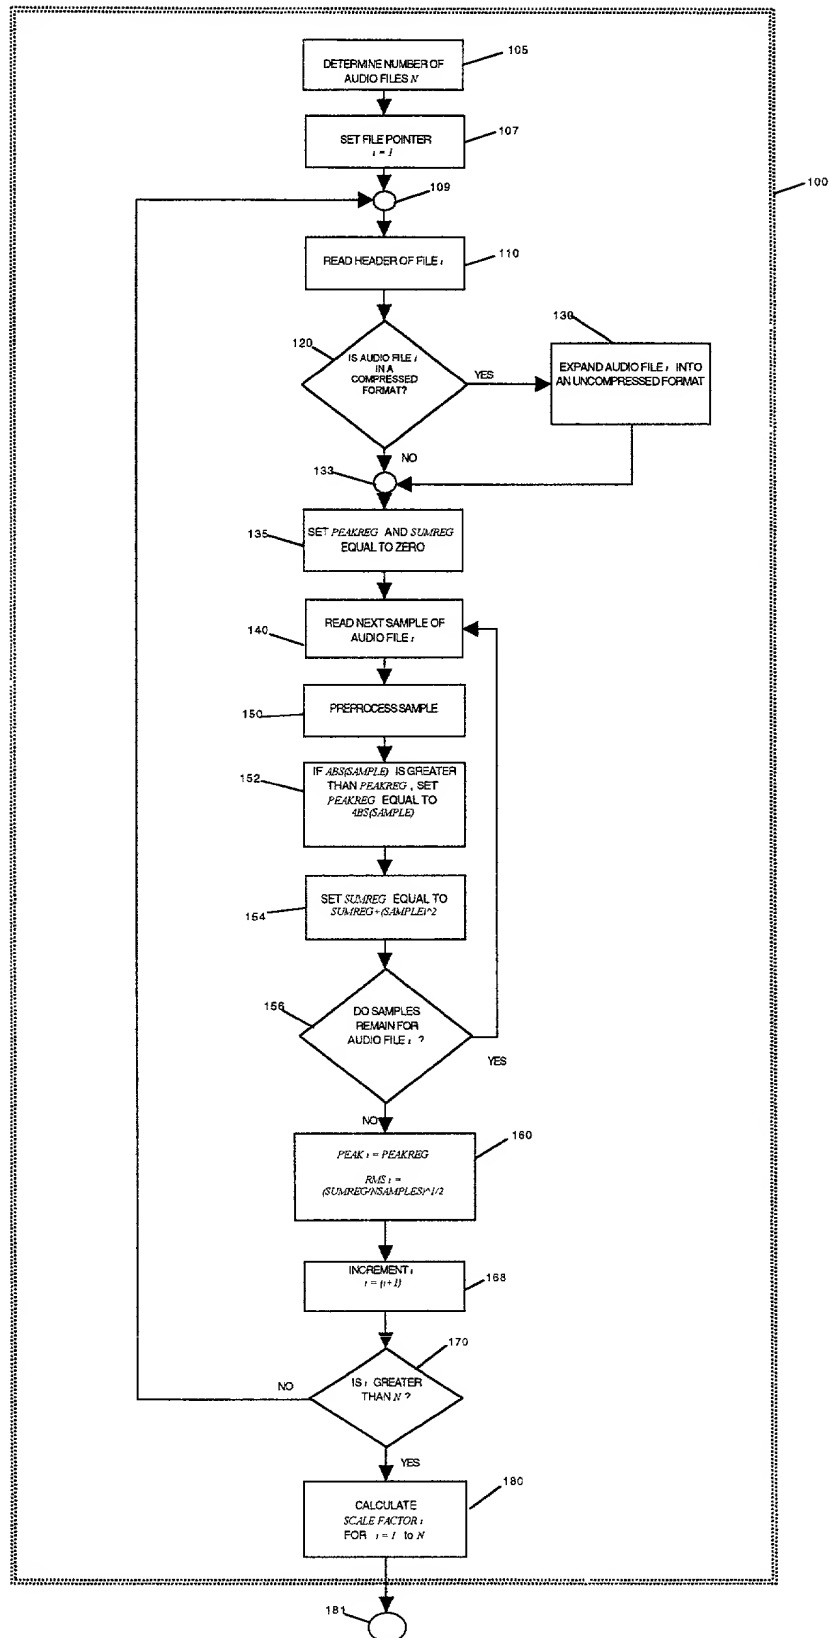 105
DETERMINE NUMBER OF
AUDIO FILES N
107
SET FILE POINTER
i = 1
109
100
READ HEADER OF FILE i
110
130
120
IS AUDIO FILE i
IN A
COMPRESSED
FORMAT?
YES
EXPAND AUDIO FILE i INTO
AN UNCOMPRESSED FORMAT
NO
133
135
SET PEAKREG AND SUMREG
EQUAL TO ZERO
140
READ NEXT SAMPLE OF
AUDIO FILE i
150
PREPROCESS SAMPLE
152
IF ABS(SAMPLE) IS GREATER
THAN PEAKREG, SET
PEAKREG EQUAL TO
ABS(SAMPLE)
154
SET SUMREG EQUAL TO
SUMREG+(SAMPLE)^2
156
DO SAMPLES
REMAIN FOR
AUDIO FILE i ?
YES
NO
160
PEAK i = PEAKREG
RMS i =
(SUMREG/NSAMPLES)^1/2
INCREMENT i
i = (i+1)
168
170
IS i GREATER
THAN N ?
NO
YES
180
CALCULATE
SCALE FACTOR i
FOR i = 1 to N
181